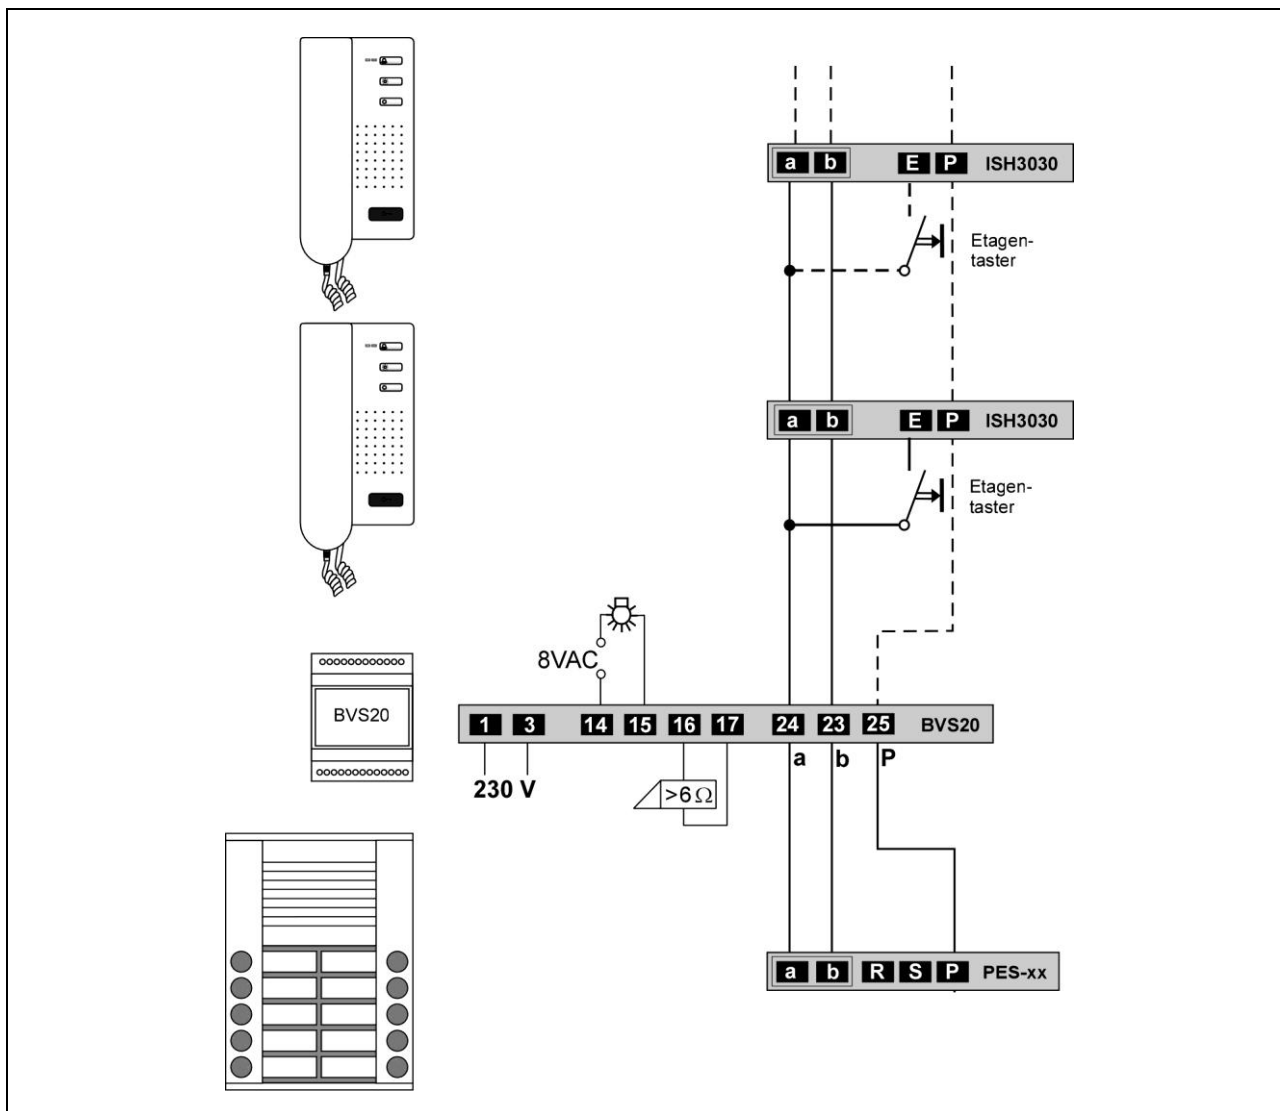 a b E P ISH3030
Etagen-
taster
a b E P ISH3030
Etagen-
taster
8VAC
BVS20
1 3 14 15 16 17 24 23 25 BVS20
a b P
230 V
>6 Ω
a b R S P PES-xx